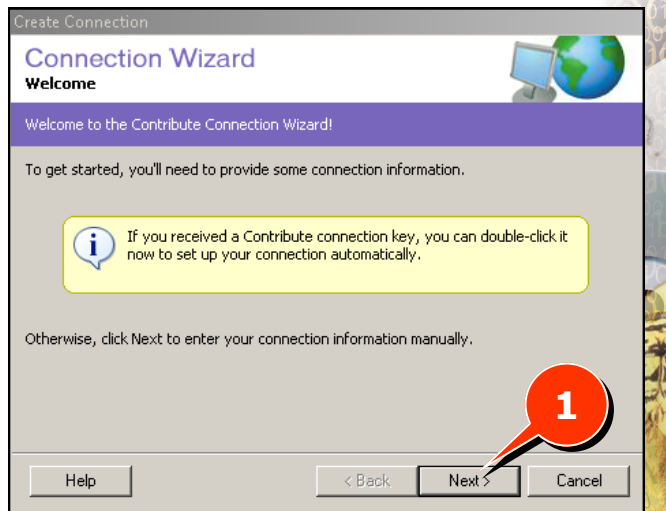 Create Connection
Connection Wizard
Welcome
Welcome to the Contribute Connection Wizard!
To get started, you'll need to provide some connection information.
If you received a Contribute connection key, you can double-click it
now to set up your connection automatically.
Otherwise, click Next to enter your connection information manually.
1
Help
< Back
Next >
Cancel